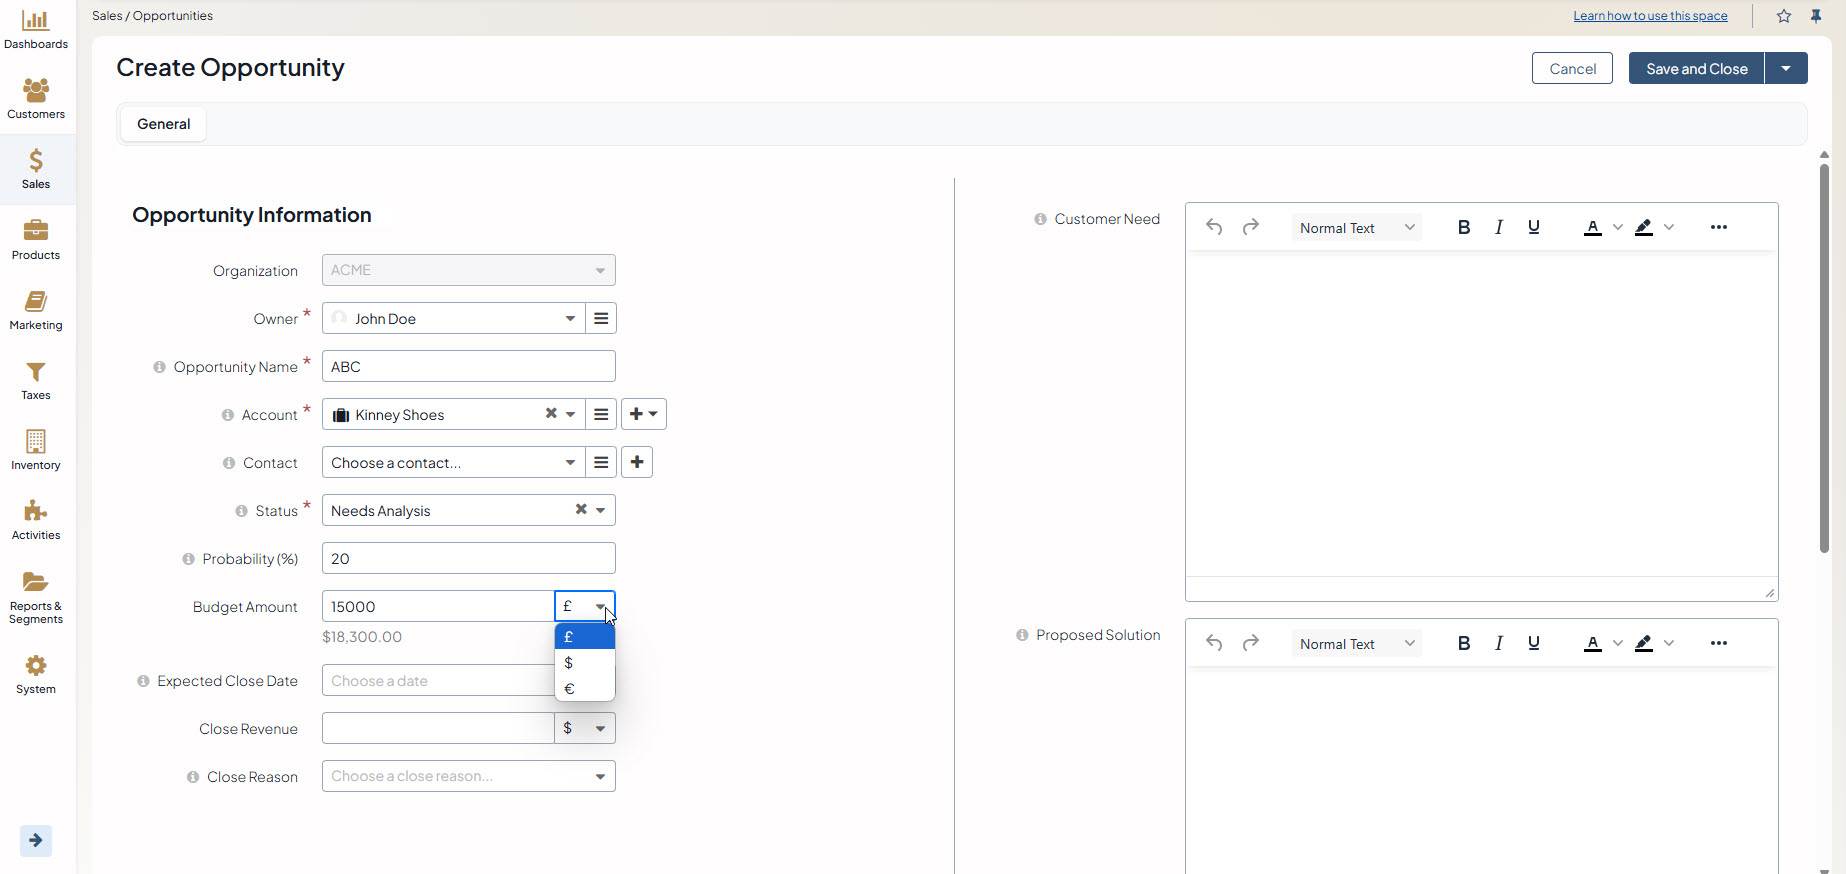 Sales / Opportunities
Learn how to use this space
Dashboards
Customers
Sales
Products
Marketing
Taxes
Inventory
Activities
Reports &
Segments
System
Create Opportunity
Cancel
Save and Close
General
Opportunity Information
Organization
ACME
Owner *
John Doe
Opportunity Name *
ABC
Account *
Kinney Shoes
Contact
Choose a contact...
Status *
Needs Analysis
Probability (%)
20
Budget Amount
15000
£
$18,300.00
£
$
€
Expected Close Date
Choose a date
Close Revenue
$
Close Reason
Choose a close reason...
Customer Need
Normal Text
B I U A
Proposed Solution
Normal Text
B I U A